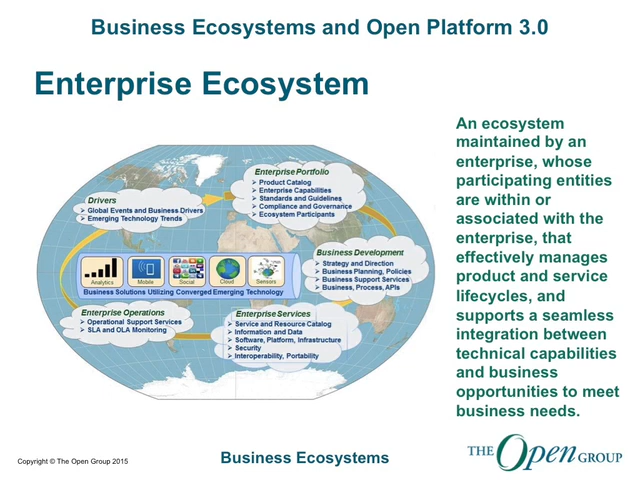 Business Ecosystems and Open Platform 3.0
Enterprise Ecosystem
An ecosystem
maintained by an
enterprise, whose
participating entities
are within or
associated with the
enterprise, that
effectively manages
product and service
lifecycles, and
supports a seamless
integration between
technical capabilities
and business
opportunities to meet
business needs.
Enterprise Portfolio
➢ Product Catalog
➢ Enterprise Capabilities
➢ Standards and Guidelines
➢ Compliance and Governance
➢ Ecosystem Participants
Drivers
➢ Global Events and Business Drivers
➢ Emerging Technology Trends
Business Development
➢ Strategy and Direction
➢ Business Planning, Policies
➢ Business Support Services
➢ Business, Process, APIs
Analytics
Mobile
Social
Cloud
Sensors
Business Solutions Utilizing Converged Emerging Technology
Enterprise Operations
➢ Operational Support Services
➢ SLA and OLA Monitoring
Enterprise Services
➢ Service and Resource Catalog
➢ Information and Data
➢ Software, Platform, Infrastructure
➢ Security
➢ Interoperability, Portability
Copyright © The Open Group 2015
Business Ecosystems
THE Open GROUP